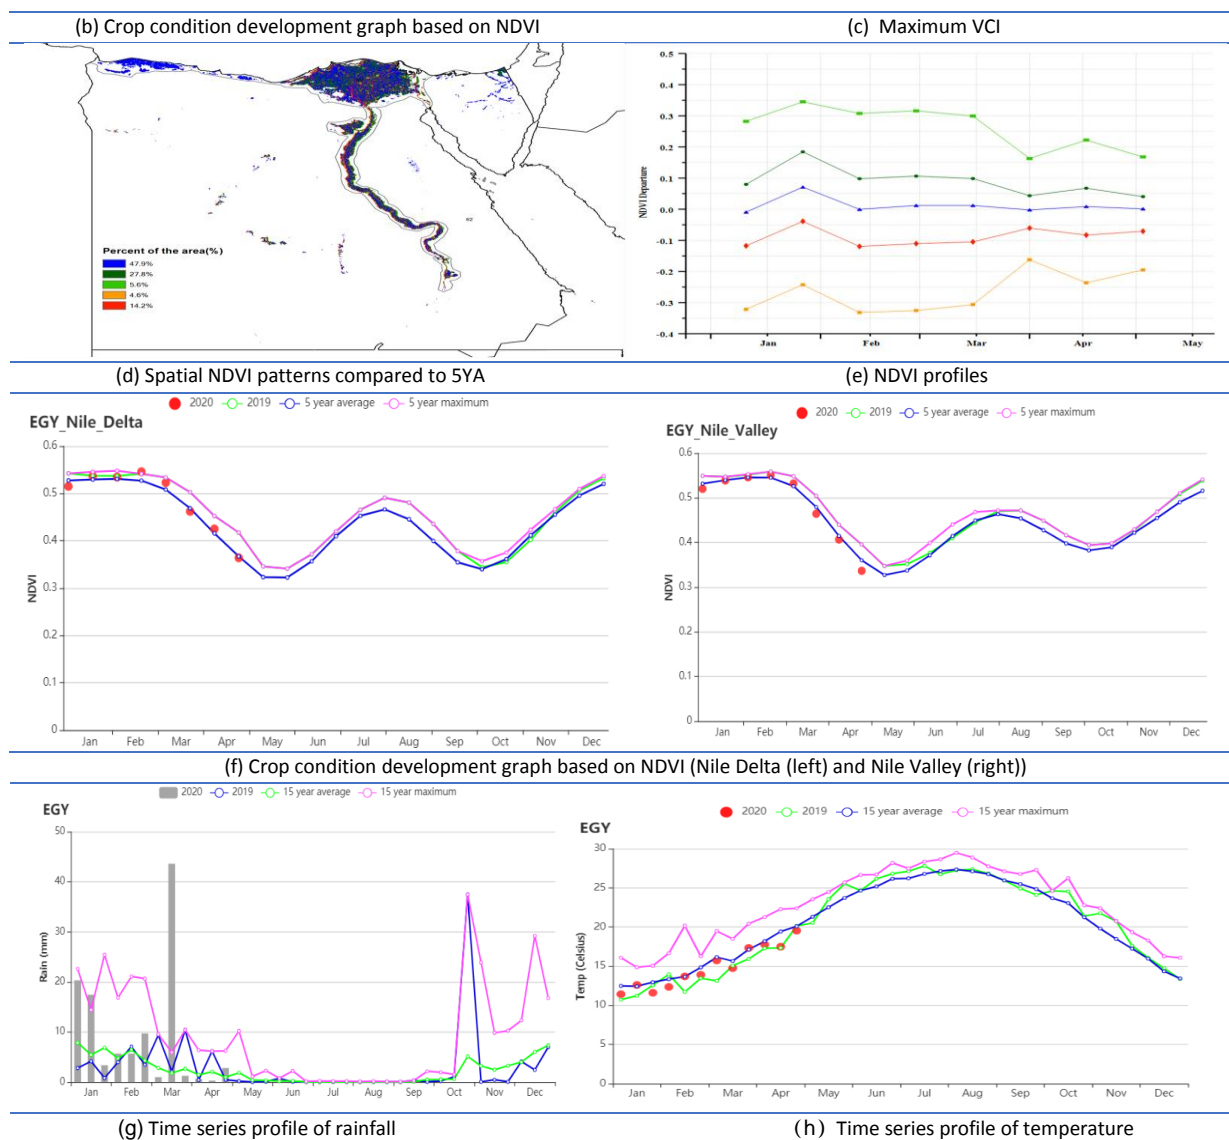 (b) Crop condition development graph based on NDVI
(c) Maximum VCI
Percent of the area(%)
47.9%
27.8%
5.6%
4.6%
14.2%
0.5
0.4
0.3
0.2
0.1
0.0
-0.1
-0.2
-0.3
-0.4
NDVI Departure
Jan Feb Mar Apr May
(d) Spatial NDVI patterns compared to 5YA
(e) NDVI profiles
2020 2019 5 year average 5 year maximum
EGY_Nile_Delta
0.6
0.5
0.4
0.3
0.2
0.1
0
NDVI
Jan Feb Mar Apr May Jun Jul Aug Sep Oct Nov Dec
2020 2019 5 year average 5 year maximum
EGY_Nile_Valley
0.6
0.5
0.4
0.3
0.2
0.1
0
NDVI
Jan Feb Mar Apr May Jun Jul Aug Sep Oct Nov Dec
(f) Crop condition development graph based on NDVI (Nile Delta (left) and Nile Valley (right))
2020 2019 15 year average 15 year maximum
EGY
50
40
30
20
10
0
Rain (mm)
Jan Feb Mar Apr May Jun Jul Aug Sep Oct Nov Dec
2020 2019 15 year average 15 year maximum
EGY
30
25
20
15
10
5
0
Temp (Celsius)
Jan Feb Mar Apr May Jun Jul Aug Sep Oct Nov Dec
(g) Time series profile of rainfall
(h) Time series profile of temperature